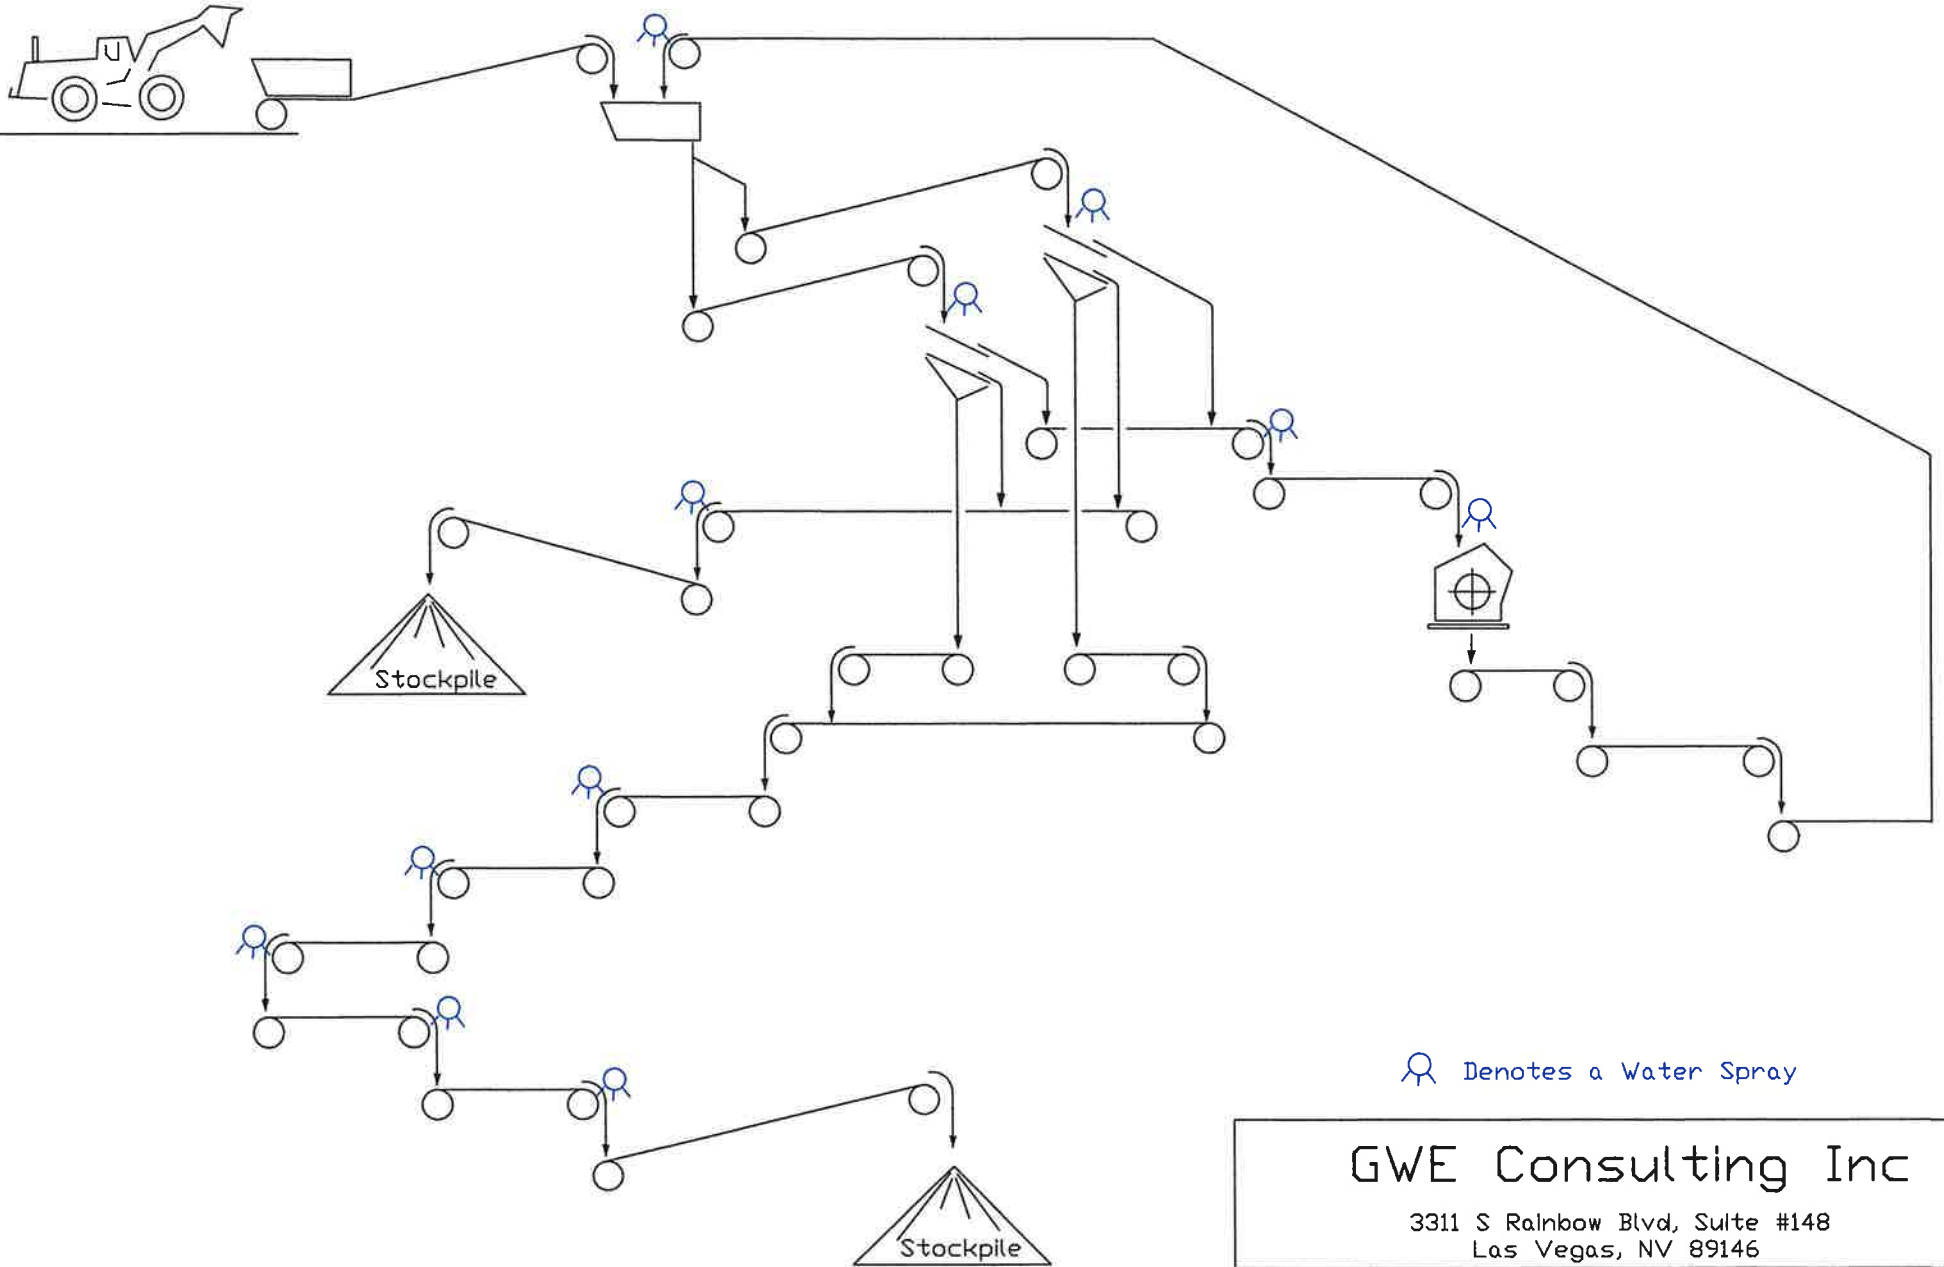 Stockpile
Denotes a Water Spray
Stockpile
GWE Consulting Inc
3311 S Rainbow Blvd, Suite #148
Las Vegas, NV 89146